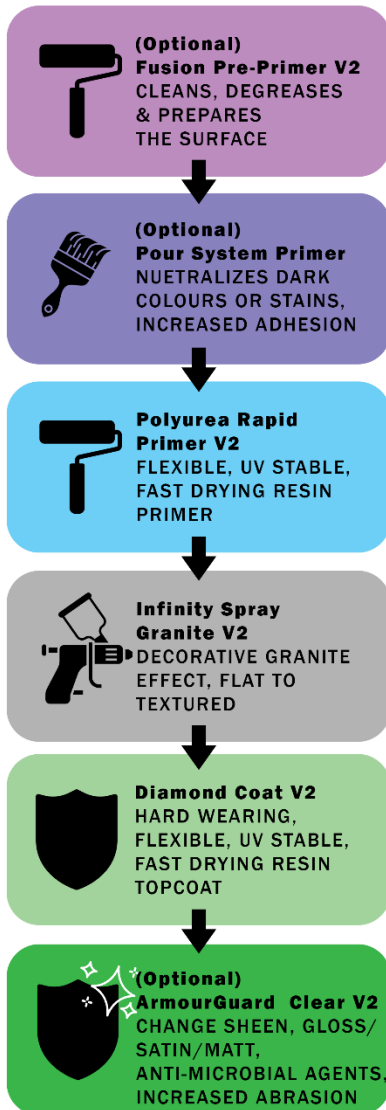 (Optional)
Fusion Pre-Primer V2
CLEANS, DEGREASES
& PREPARES
THE SURFACE
(Optional)
Pour System Primer
NUETRALIZES DARK
COLOURS OR STAINS,
INCREASED ADHESION
Polyurea Rapid
Primer V2
FLEXIBLE, UV STABLE,
FAST DRYING RESIN
PRIMER
Infinity Spray
Granite V2
DECORATIVE GRANITE
EFFECT, FLAT TO
TEXTURED
Diamond Coat V2
HARD WEARING,
FLEXIBLE, UV STABLE,
FAST DRYING RESIN
TOPCOAT
(Optional)
ArmourGuard Clear V2
CHANGE SHEEN, GLOSS/
SATIN/MATT,
ANTI-MICROBIAL AGENTS,
INCREASED ABRASION